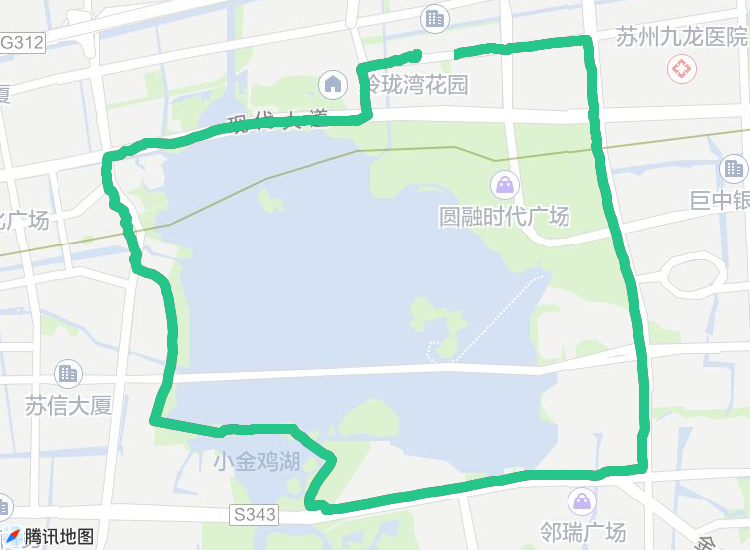 G312
苏州九龙医院
玲珑湾花园
现代大道
圆融时代广场
巨中银
广场
苏信大厦
小金鸡湖
S343
邻瑞广场
腾讯地图